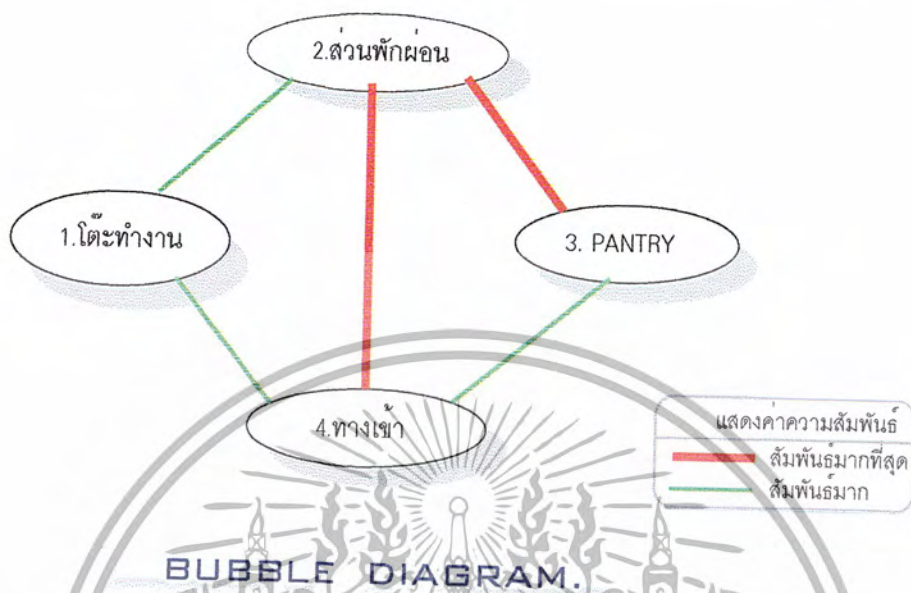 2.ส่วนพักผ่อน
1.โต๊ะทำงาน
3. PANTRY
4.ทางเข้า
แสดงค่าความสัมพันธ์
สัมพันธ์มากที่สุด
สัมพันธ์มาก
BUBBLE DIAGRAM.